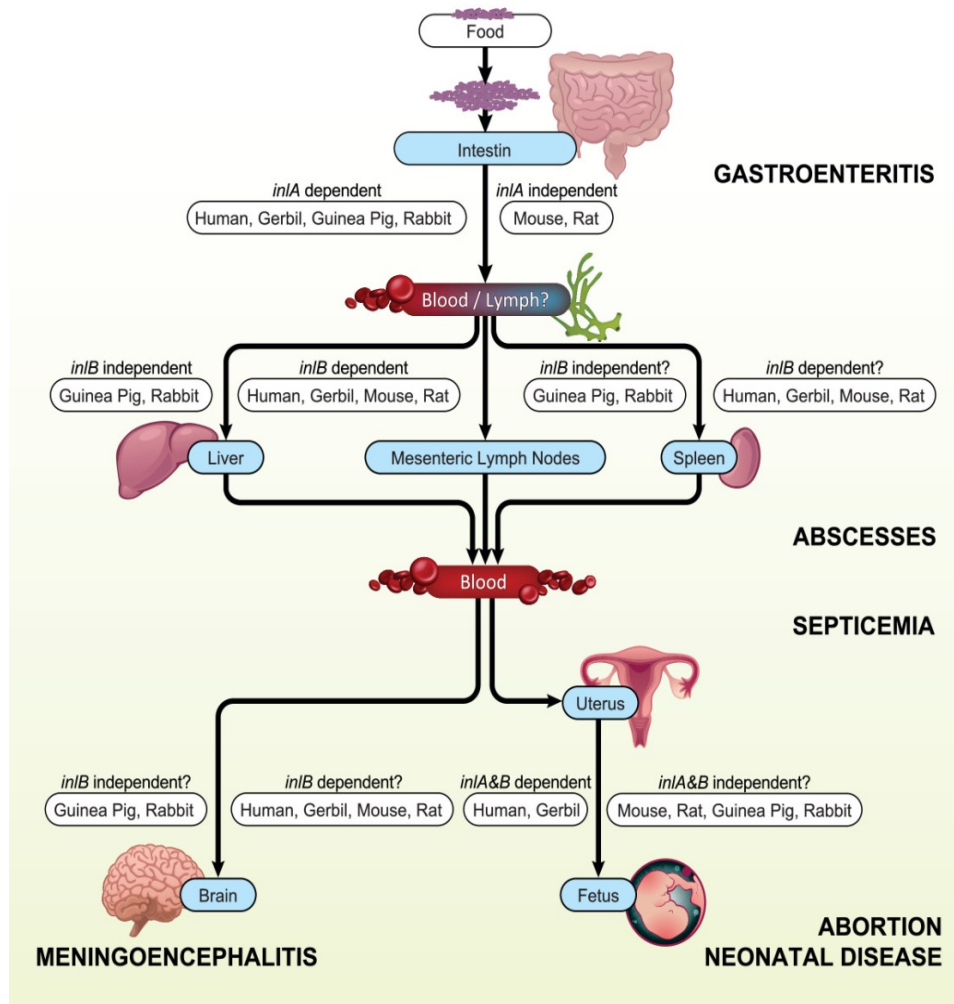 Food
Intestin
GASTROENTERITIS
inlA dependent
Human, Gerbil, Guinea Pig, Rabbit
inlA independent
Mouse, Rat
Blood / Lymph?
inlB independent
Guinea Pig, Rabbit
inlB dependent
Human, Gerbil, Mouse, Rat
inlB independent?
Guinea Pig, Rabbit
inlB dependent?
Human, Gerbil, Mouse, Rat
Liver
Mesenteric Lymph Nodes
Spleen
ABSCESSES
Blood
SEPTICEMIA
Uterus
inlB independent?
Guinea Pig, Rabbit
inlB dependent?
Human, Gerbil, Mouse, Rat
inlA&B dependent
Human, Gerbil
inlA&B independent?
Mouse, Rat, Guinea Pig, Rabbit
Brain
Fetus
MENINGOENCEPHALITIS
ABORTION
NEONATAL DISEASE